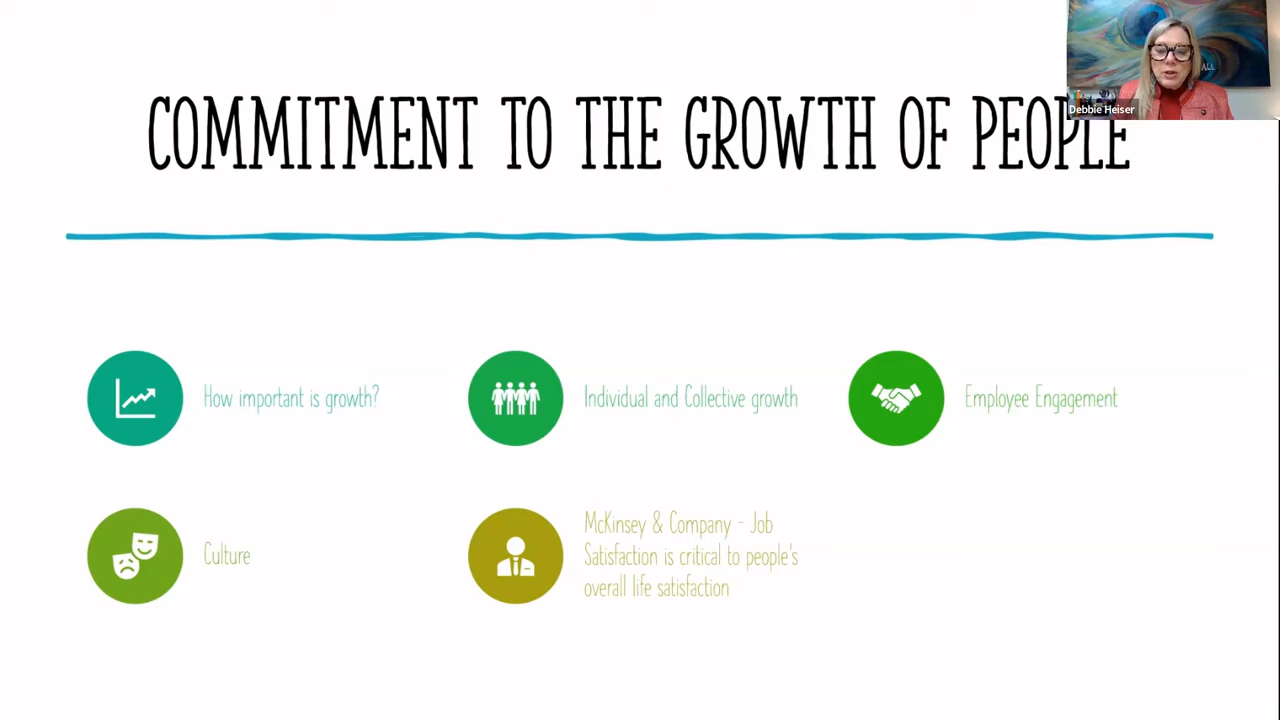 ALL
Debbie Heiser
COMMITMENT TO THE GROWTH OF PEOPLE
How important is growth?
Individual and Collective growth
Employee Engagement
Culture
McKinsey & Company - Job
Satisfaction is critical to people's
overall life satisfaction